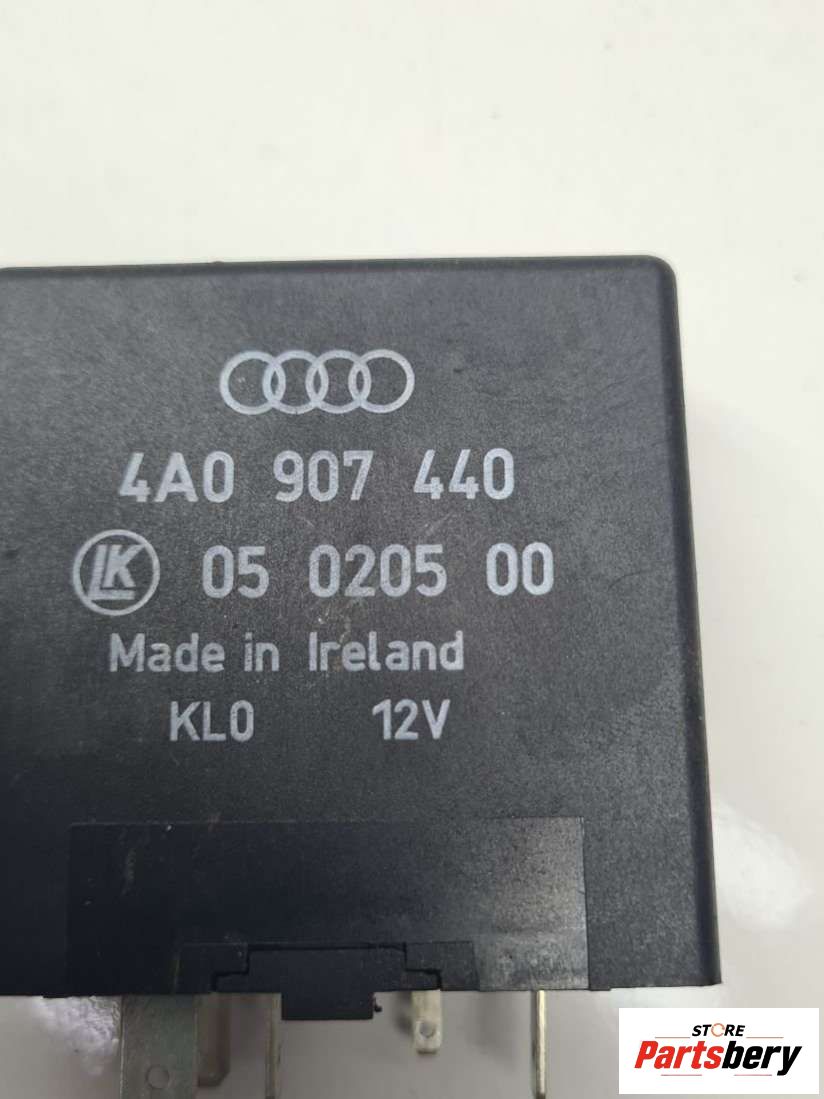 4A0 907 440
LK 05 0205 00
Made in Ireland
KL0 12V
STORE
Partsbery